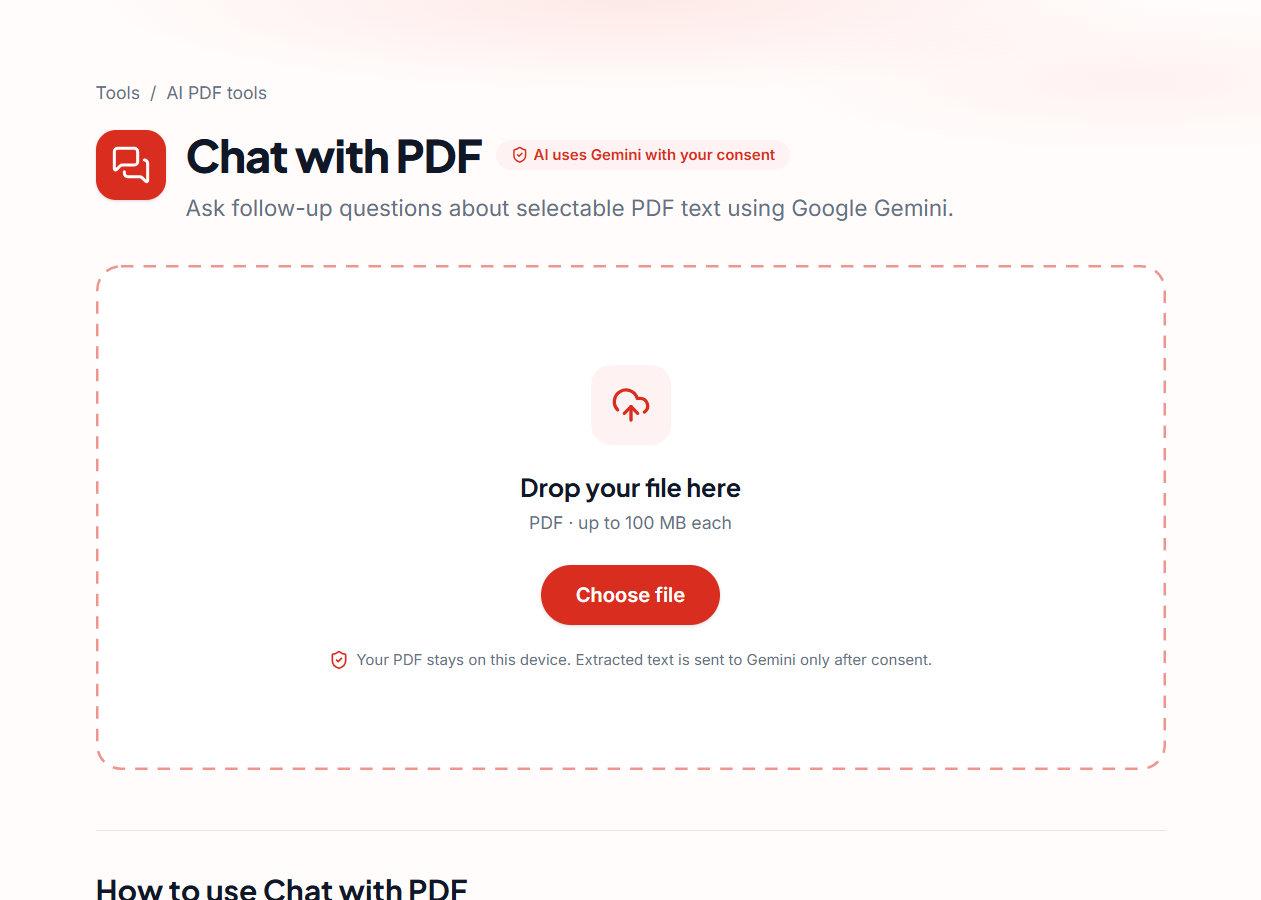 Tools / AI PDF tools
Chat with PDF
AI uses Gemini with your consent
Ask follow-up questions about selectable PDF text using Google Gemini.
Drop your file here
PDF · up to 100 MB each
Choose file
Your PDF stays on this device. Extracted text is sent to Gemini only after consent.
How to use Chat with PDF